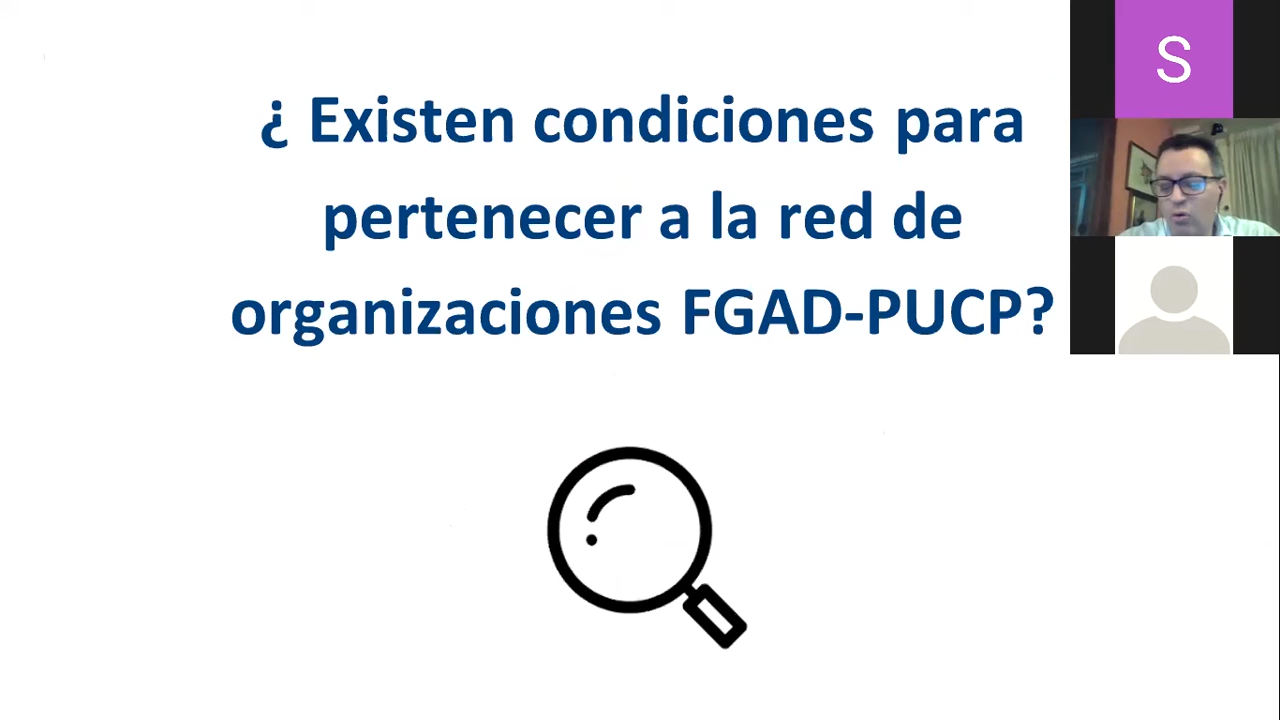 ¿ Existen condiciones para
pertenecer a la red de
organizaciones FGAD-PUCP?
S